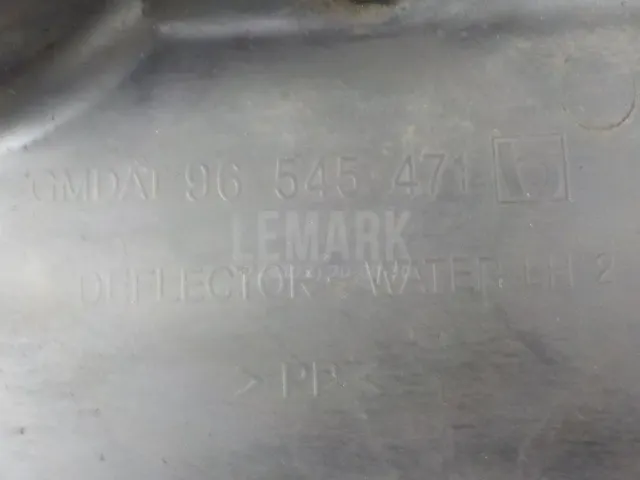 GMDAT 96 545 471
LEMARK
DEFLECTOR - WATER LH 2
>PP<